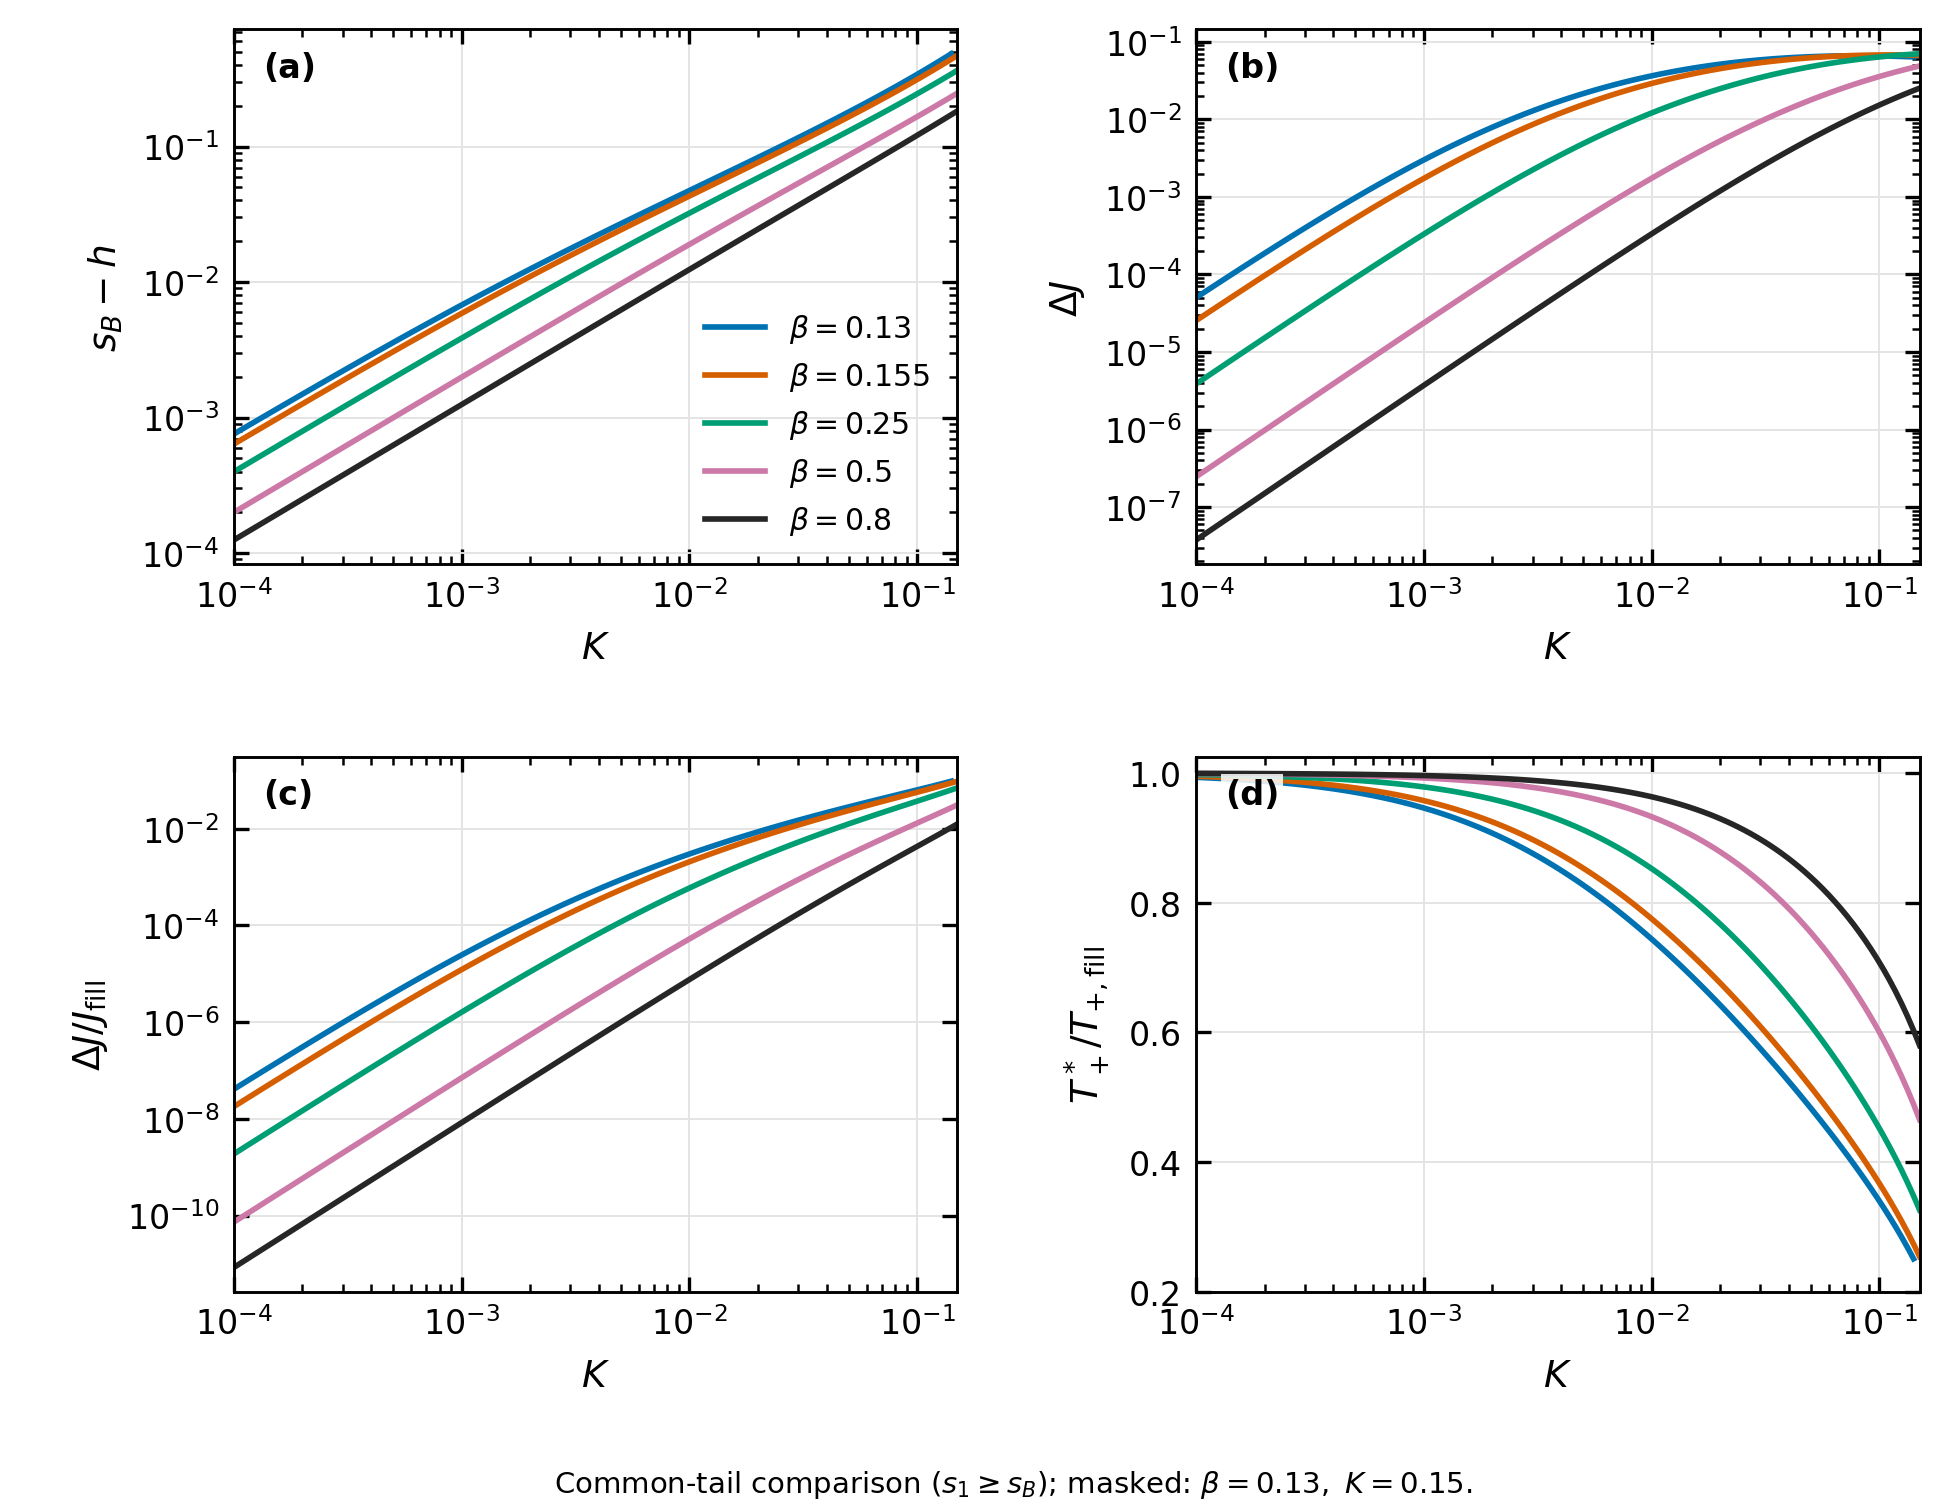 (a)
s_B − h
10^−1
10^−2
10^−3
10^−4
β = 0.13
β = 0.155
β = 0.25
β = 0.5
β = 0.8
10^−4 10^−3 10^−2 10^−1
K
(b)
ΔJ
10^−1
10^−2
10^−3
10^−4
10^−5
10^−6
10^−7
10^−4 10^−3 10^−2 10^−1
K
(c)
ΔJ/J_fill
10^−2
10^−4
10^−6
10^−8
10^−10
10^−4 10^−3 10^−2 10^−1
K
(d)
T_+^*/T_+,fill
1.0
0.8
0.6
0.4
0.2
10^−4 10^−3 10^−2 10^−1
K
Common-tail comparison (s_1 ≥ s_B); masked: β = 0.13, K = 0.15.